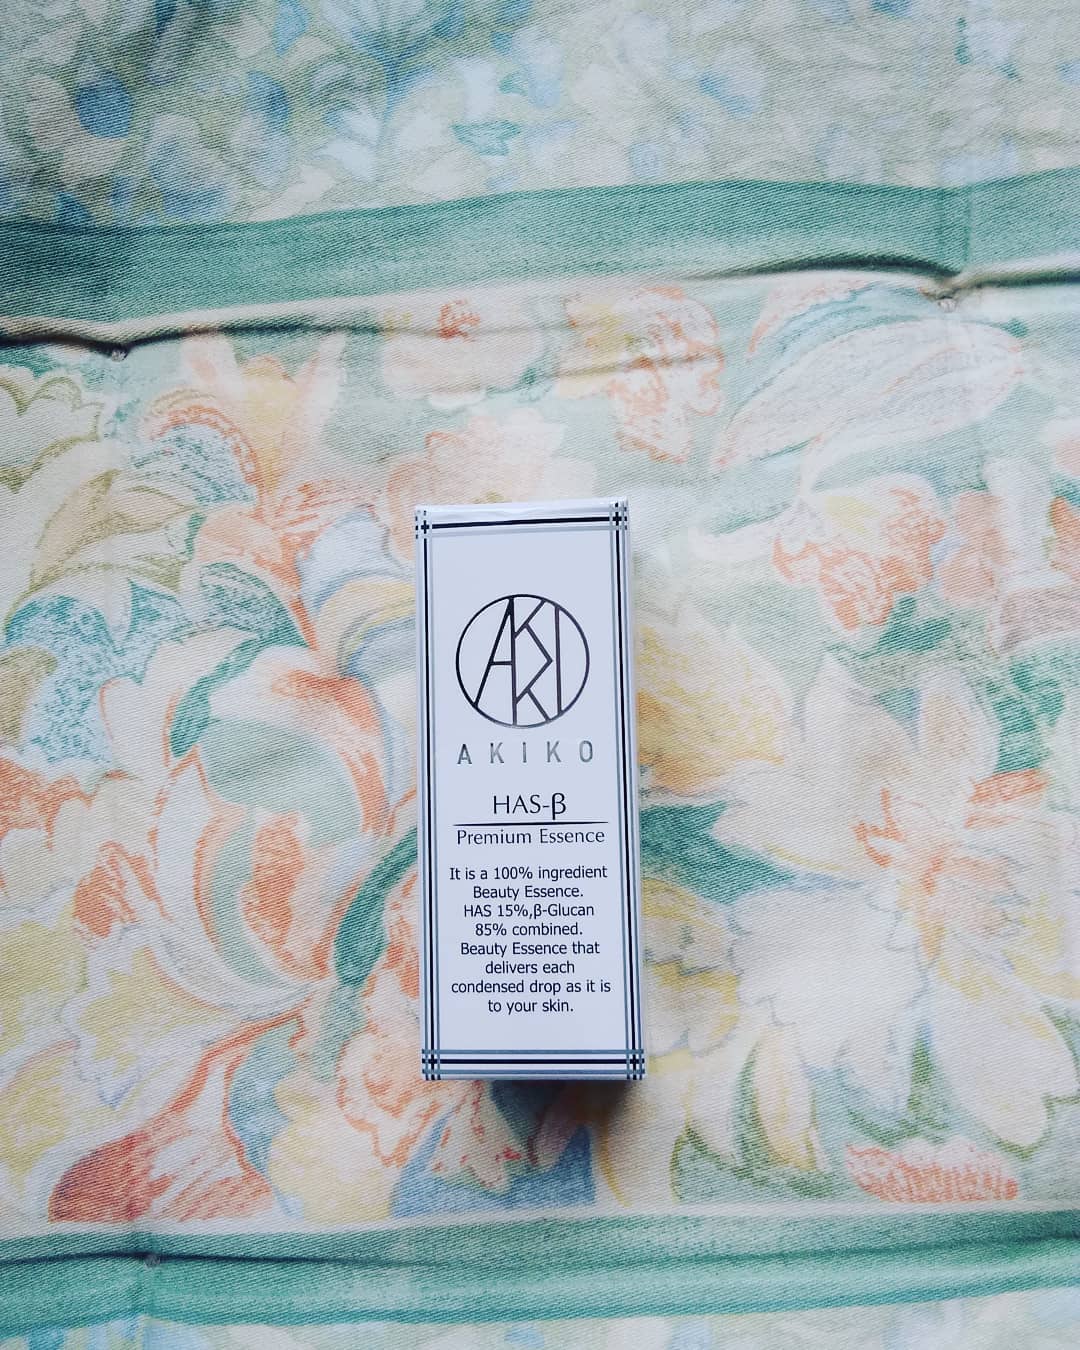 AKIKO
AKIKO
HAS-β
Premium Essence
It is a 100% ingredient
Beauty Essence.
HAS 15%,β-Glucan
85% combined.
Beauty Essence that
delivers each
condensed drop as it is
to your skin.